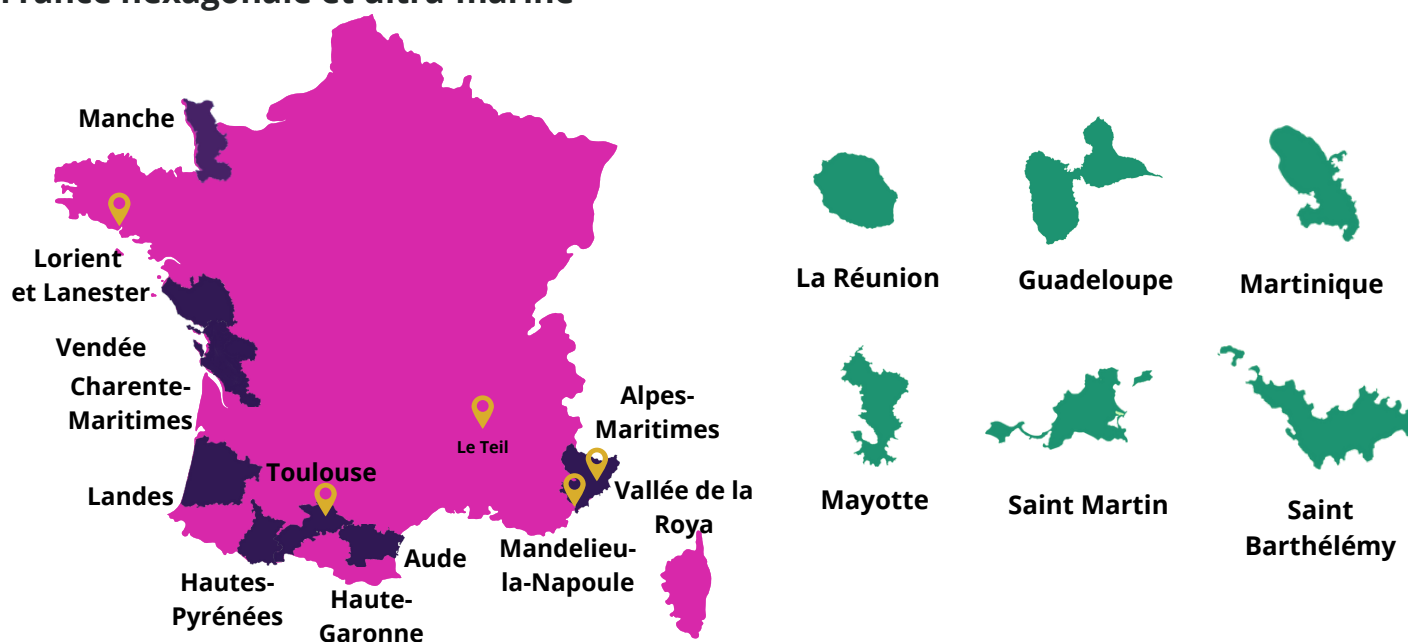 France hexagonale et ultra-marine
Manche
Lorient
et Lanester
Vendée
Charente-
Maritimes
Landes
Toulouse
Le Teil
Alpes-
Maritimes
Vallée de la
Roya
Mandelieu-
la-Napoule
Aude
Hautes-
Pyrénées
Haute-
Garonne
La Réunion
Guadeloupe
Martinique
Mayotte
Saint Martin
Saint
Barthélémy